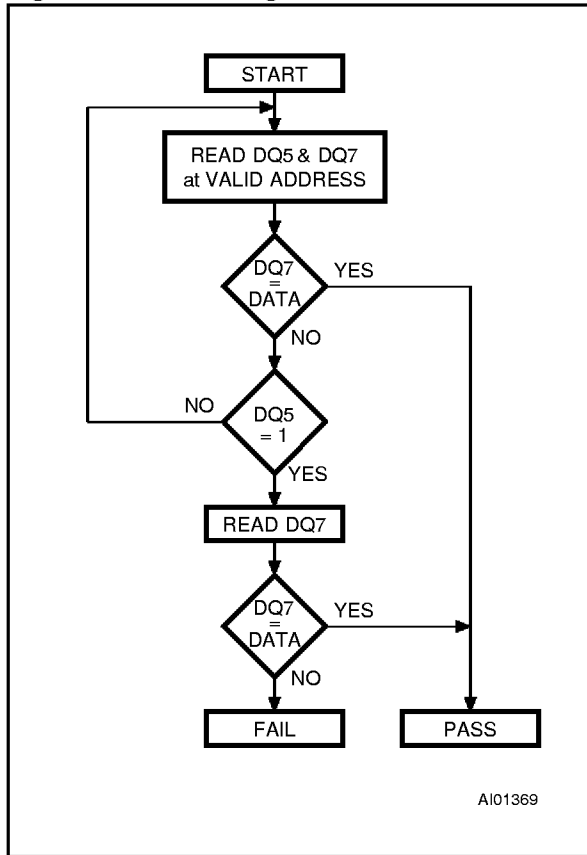 START
READ DQ5 & DQ7
at VALID ADDRESS
DQ7
=
DATA
YES
NO
DQ5
= 1
NO
YES
READ DQ7
DQ7
=
DATA
YES
NO
FAIL
PASS
AI01369